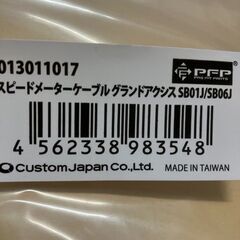 013011017
PFP
スピードメーターケーブル グランドアクシス SB01J/SB06J
4 562338 983548
Custom Japan Co., Ltd.
MADE IN TAIWAN